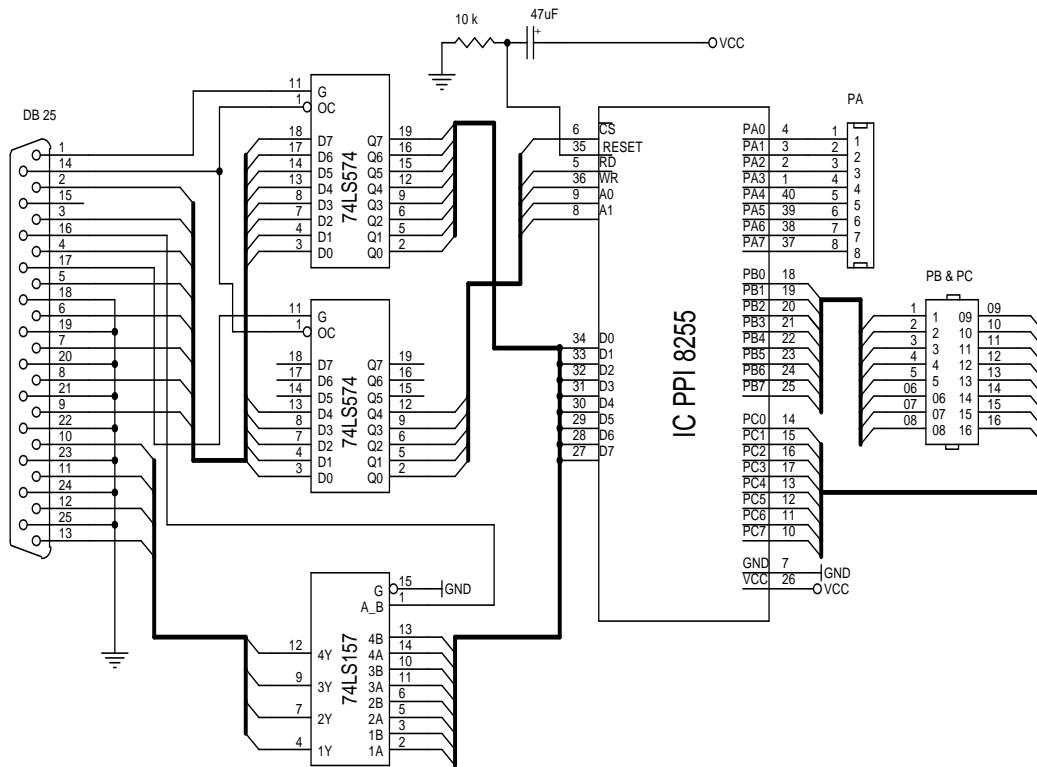 10 k
47uF
+
VCC
DB 25
1
14
2
15
3
16
4
17
5
18
6
19
7
20
8
21
9
22
10
23
11
24
12
25
13
11 G
1 OC
18 D7 Q7 19
17 D6 Q6 16
14 D5 Q5 15
13 D4 Q4 12
8 D3 Q3 9
7 D2 Q2 6
4 D1 Q1 5
3 D0 Q0 2
74LS574
11 G
1 OC
18 D7 Q7 19
17 D6 Q6 16
14 D5 Q5 15
13 D4 Q4 12
8 D3 Q3 9
7 D2 Q2 6
4 D1 Q1 5
3 D0 Q0 2
74LS574
G 15 GND
A_B 1
4B 13
12 4Y 4A 14
3B 10
9 3Y 3A 11
2B 6
7 2Y 2A 5
1B 3
4 1Y 1A 2
74LS157
6 CS
35 RESET
5 RD
36 WR
9 A0
8 A1
34 D0
33 D1
32 D2
31 D3
30 D4
29 D5
28 D6
27 D7
IC PPI 8255
PA0 4
PA1 3
PA2 2
PA3 1
PA4 40
PA5 39
PA6 38
PA7 37
PB0 18
PB1 19
PB2 20
PB3 21
PB4 22
PB5 23
PB6 24
PB7 25
PC0 14
PC1 15
PC2 16
PC3 17
PC4 13
PC5 12
PC6 11
PC7 10
GND 7 GND
VCC 26 VCC
PA
1 1
2 2
3 3
4 4
5 5
6 6
7 7
8 8
PB & PC
1 1 09 09
2 2 10 10
3 3 11 11
4 4 12 12
5 5 13 13
06 06 14 14
07 07 15 15
08 08 16 16